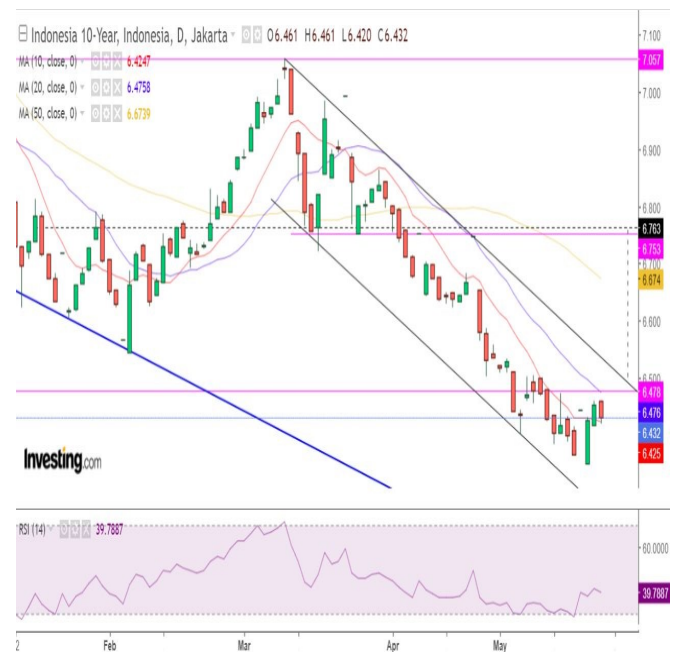 Indonesia 10-Year, Indonesia, D, Jakarta O6.461 H6.461 L6.420 C6.432
MA (10, close, 0) 6.4247
MA (20, close, 0) 6.4758
MA (50, close, 0) 6.6739
7.100
7.057
7.000
6.900
6.800
6.763
6.753
6.700
6.674
6.600
6.500
6.478
6.476
6.432
6.425
Investing.com
RSI (14) 39.7887
60.0000
39.7887
2 Feb Mar Apr May